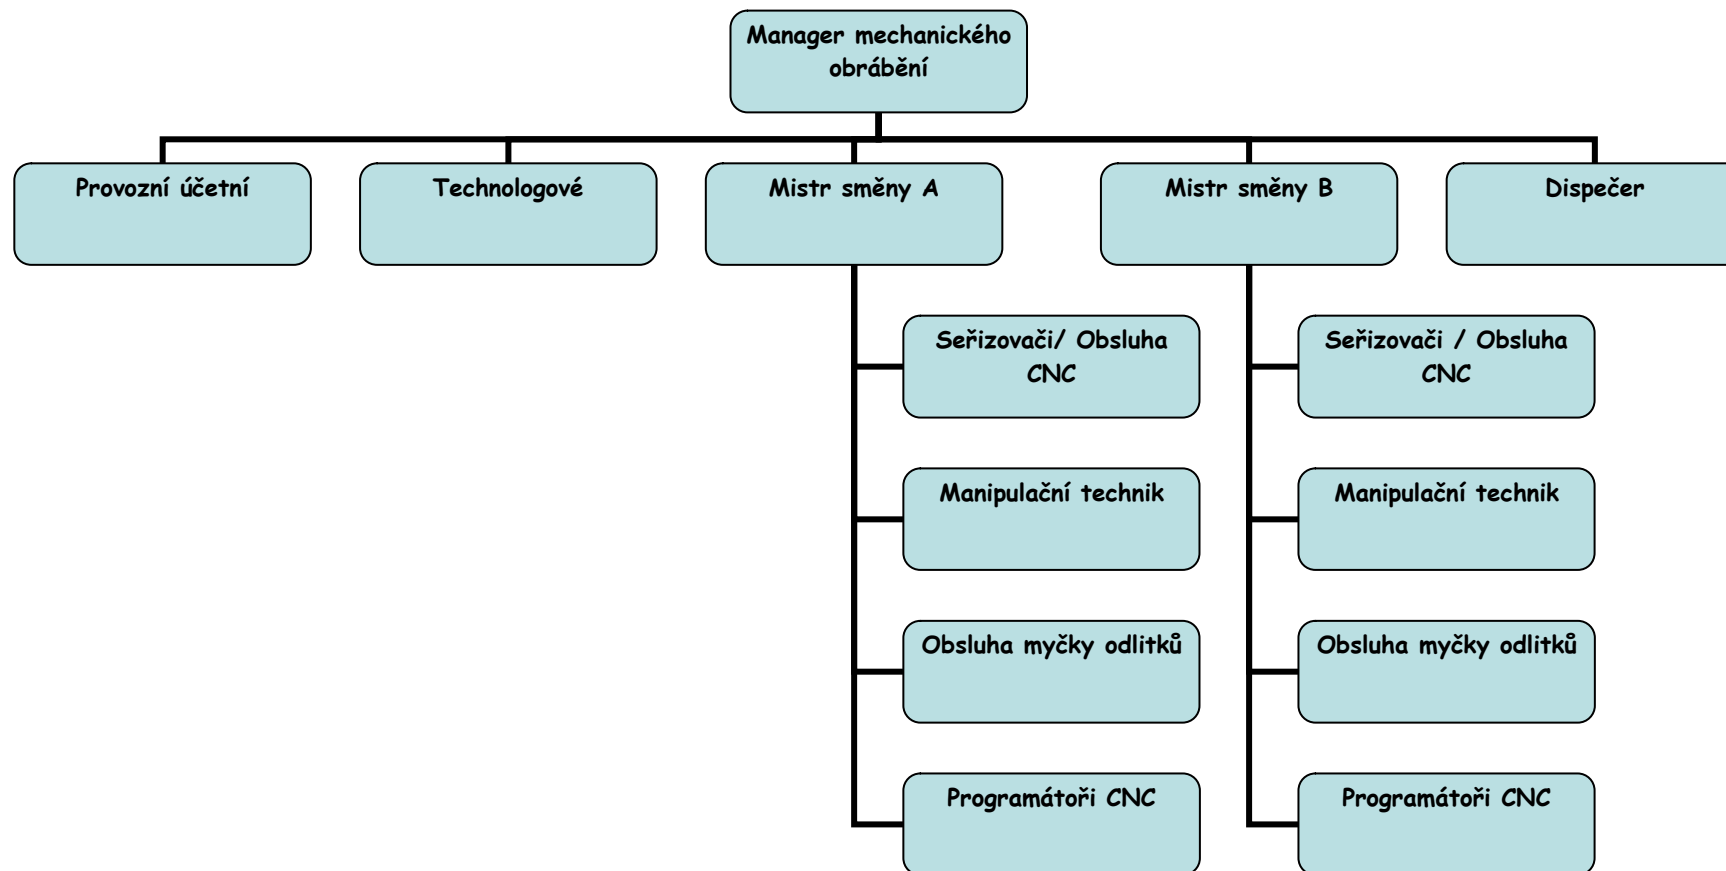 Manager mechanického
obrábění
Provozní účetní
Technologové
Mistr směny A
Mistr směny B
Dispečer
Seřizovači/ Obsluha
CNC
Seřizovači / Obsluha
CNC
Manipulační technik
Manipulační technik
Obsluha myčky odlitků
Obsluha myčky odlitků
Programátoři CNC
Programátoři CNC